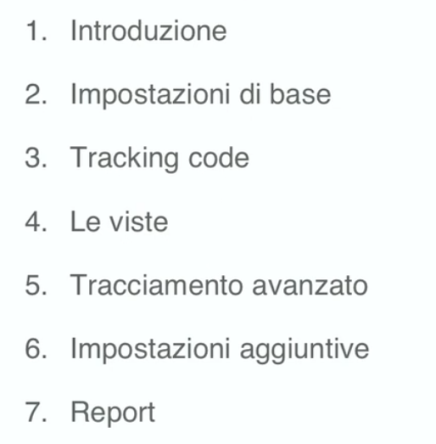 1. Introduzione
2. Impostazioni di base
3. Tracking code
4. Le viste
5. Tracciamento avanzato
6. Impostazioni aggiuntive
7. Report